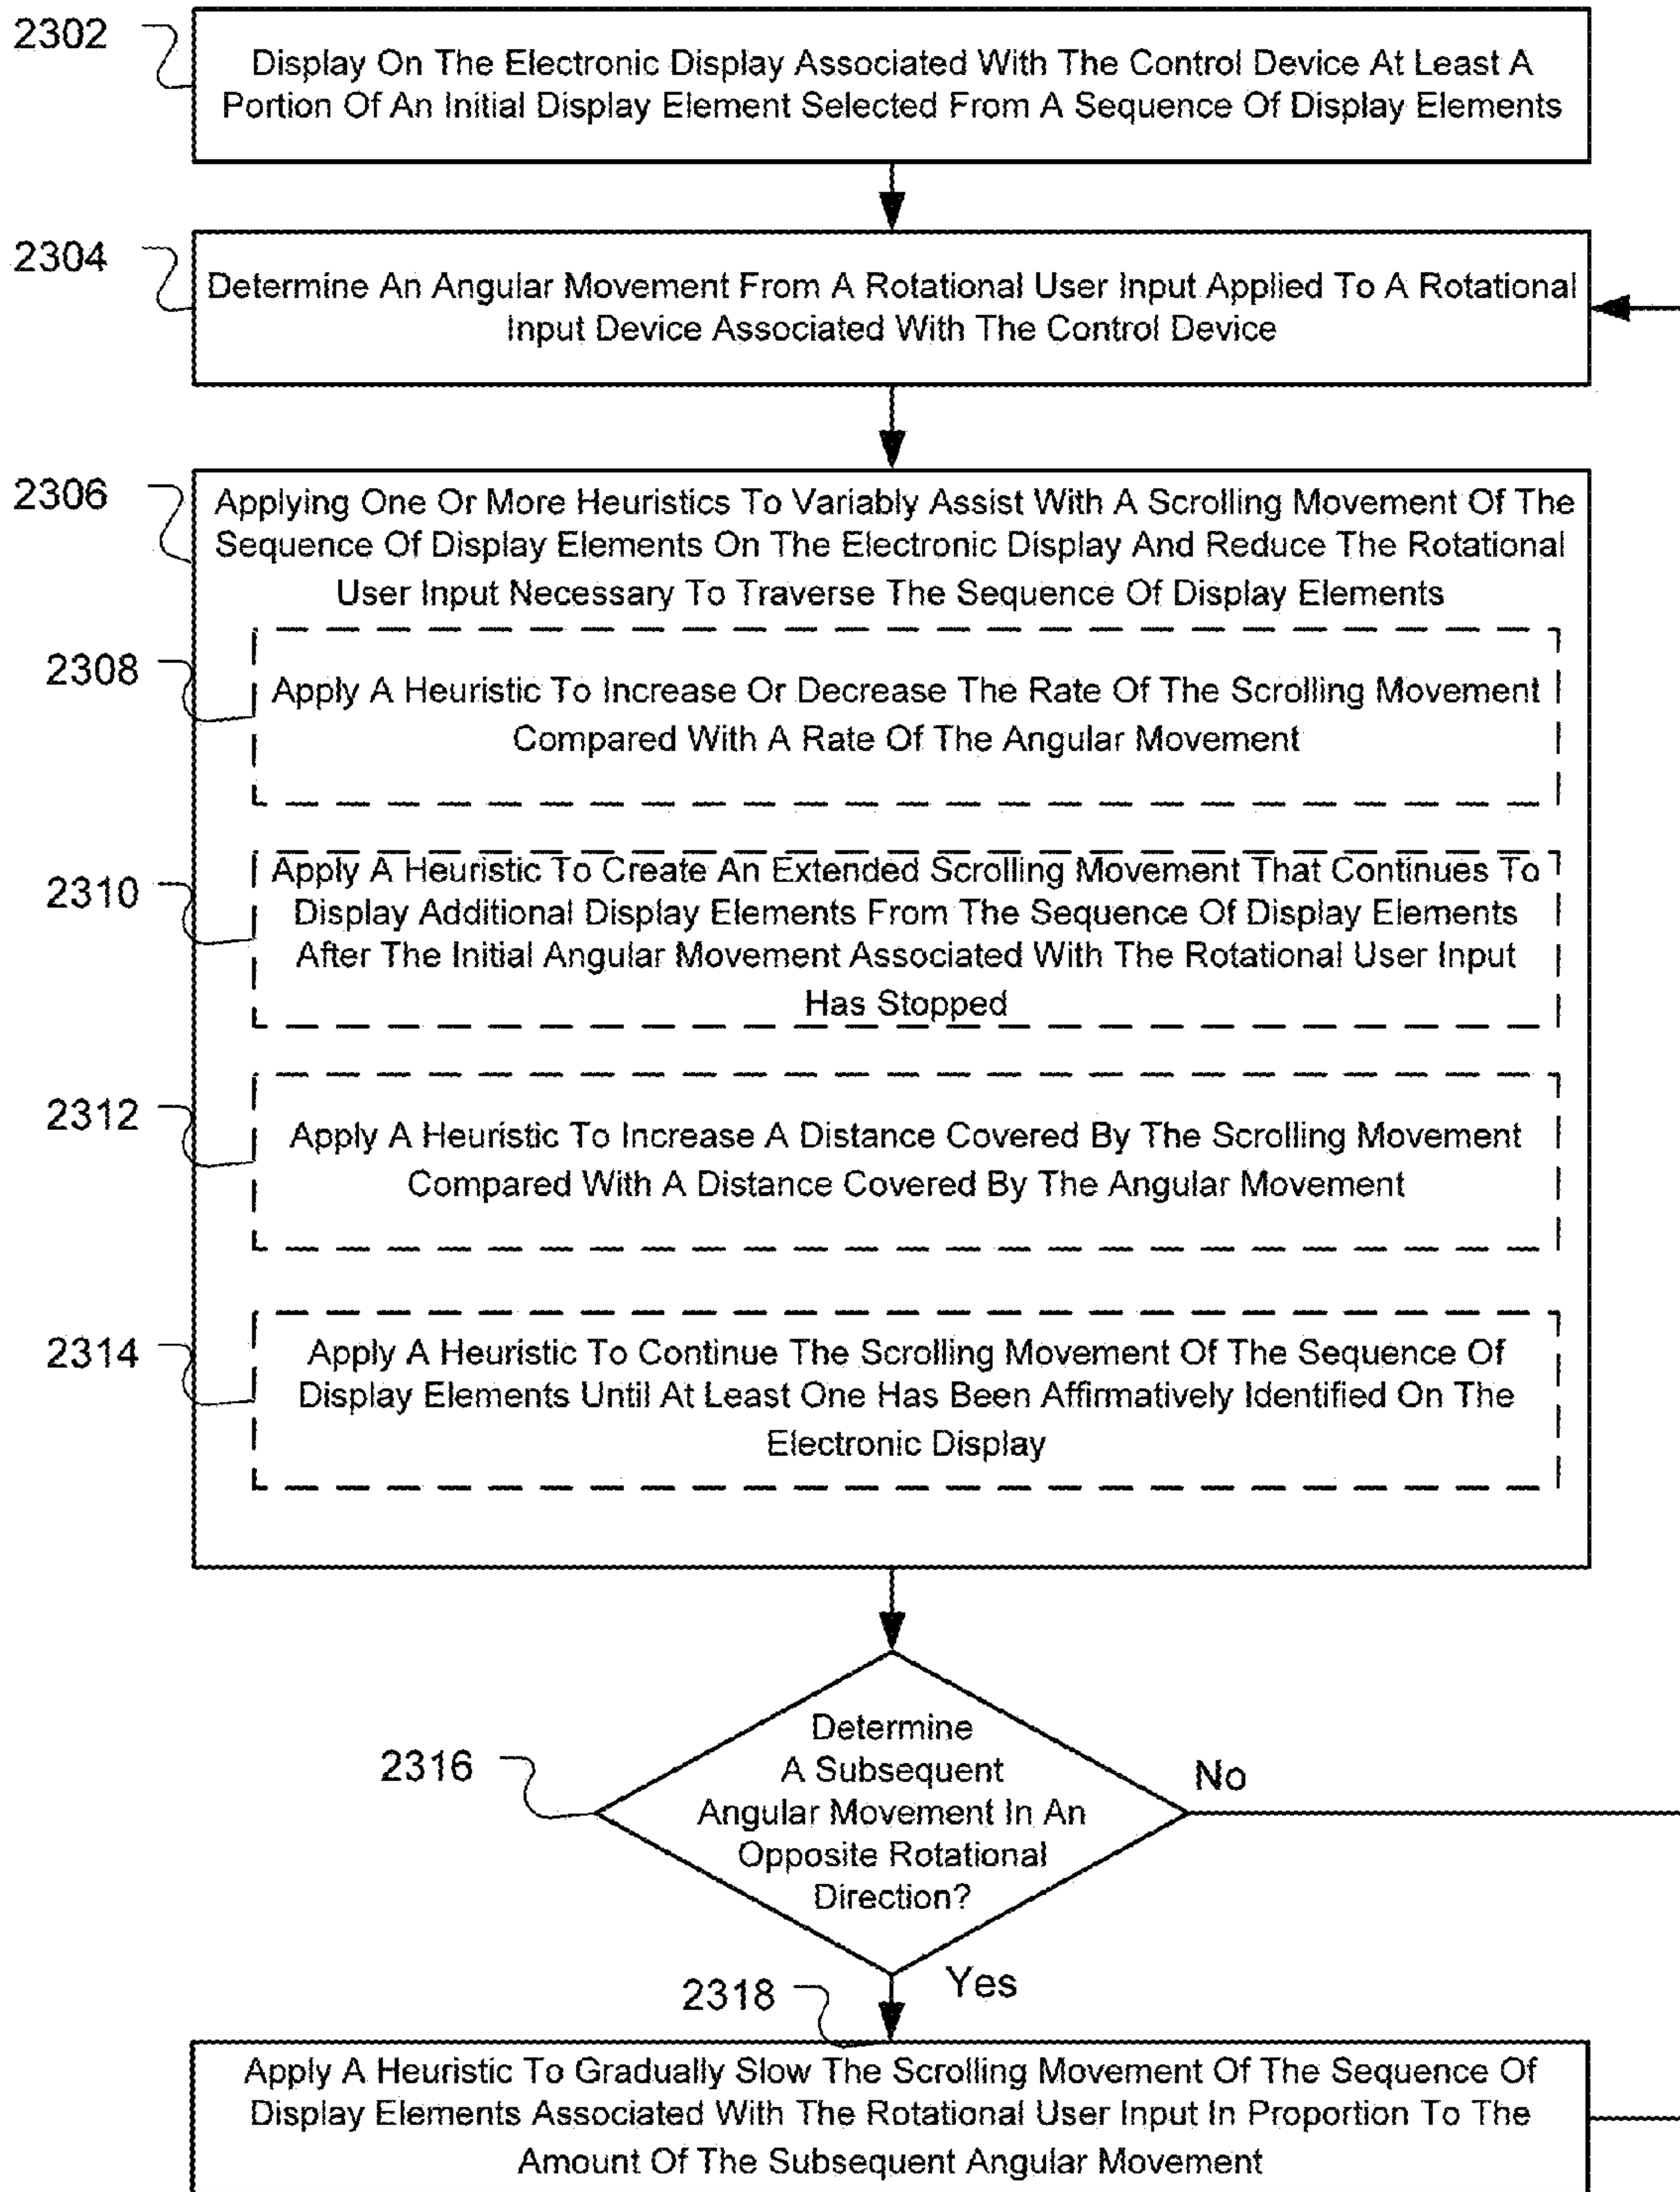 2302
Display On The Electronic Display Associated With The Control Device At Least A
Portion Of An Initial Display Element Selected From A Sequence Of Display Elements
2304
Determine An Angular Movement From A Rotational User Input Applied To A Rotational
Input Device Associated With The Control Device
2306
Applying One Or More Heuristics To Variably Assist With A Scrolling Movement Of The
Sequence Of Display Elements On The Electronic Display And Reduce The Rotational
User Input Necessary To Traverse The Sequence Of Display Elements
2308
Apply A Heuristic To Increase Or Decrease The Rate Of The Scrolling Movement
Compared With A Rate Of The Angular Movement
2310
Apply A Heuristic To Create An Extended Scrolling Movement That Continues To
Display Additional Display Elements From The Sequence Of Display Elements
After The Initial Angular Movement Associated With The Rotational User Input
Has Stopped
2312
Apply A Heuristic To Increase A Distance Covered By The Scrolling Movement
Compared With A Distance Covered By The Angular Movement
2314
Apply A Heuristic To Continue The Scrolling Movement Of The Sequence Of
Display Elements Until At Least One Has Been Affirmatively Identified On The
Electronic Display
2316
Determine
A Subsequent
Angular Movement In An
Opposite Rotational
Direction?
No
Yes
2318
Apply A Heuristic To Gradually Slow The Scrolling Movement Of The Sequence Of
Display Elements Associated With The Rotational User Input In Proportion To The
Amount Of The Subsequent Angular Movement